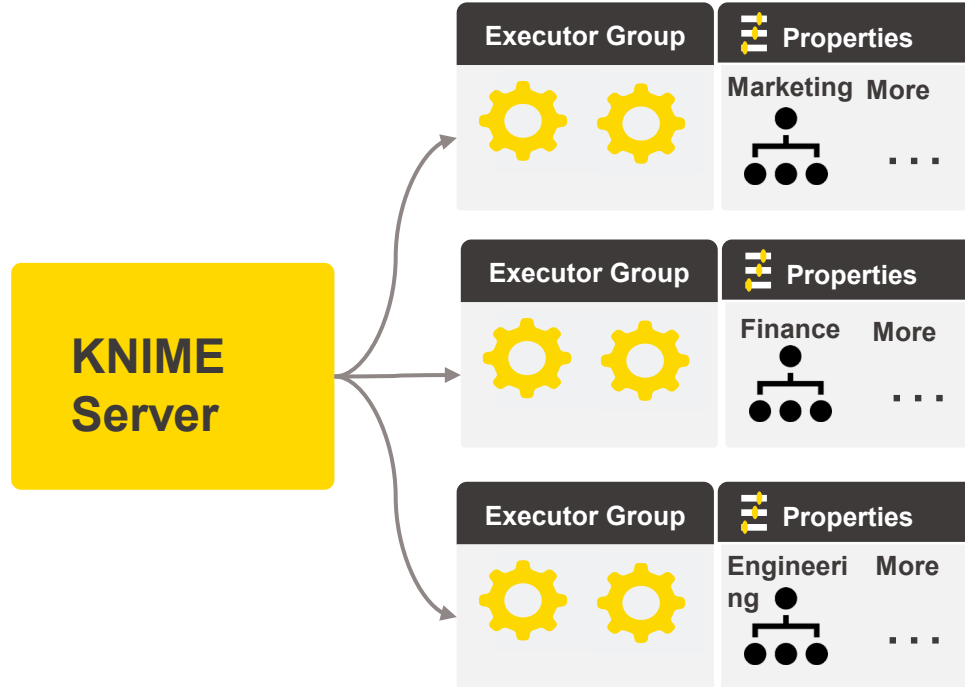 Executor Group
Properties
Marketing
More
...
KNIME
Server
Executor Group
Properties
Finance
More
...
Executor Group
Properties
Engineeri
ng
More
...